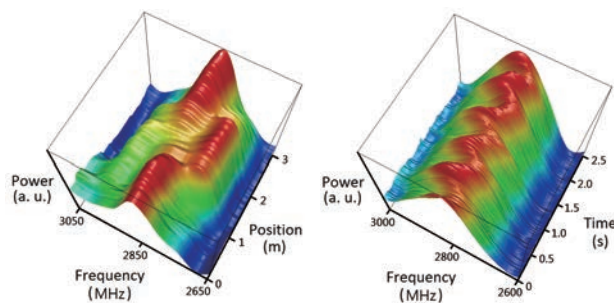 Power
(a. u.)
3050
2850
2650
Frequency
(MHz)
0
1
2
3
Position
(m)
Power
(a. u.)
3000
2800
2600
Frequency
(MHz)
0
0.5
1.0
1.5
2.0
2.5
Time
(s)